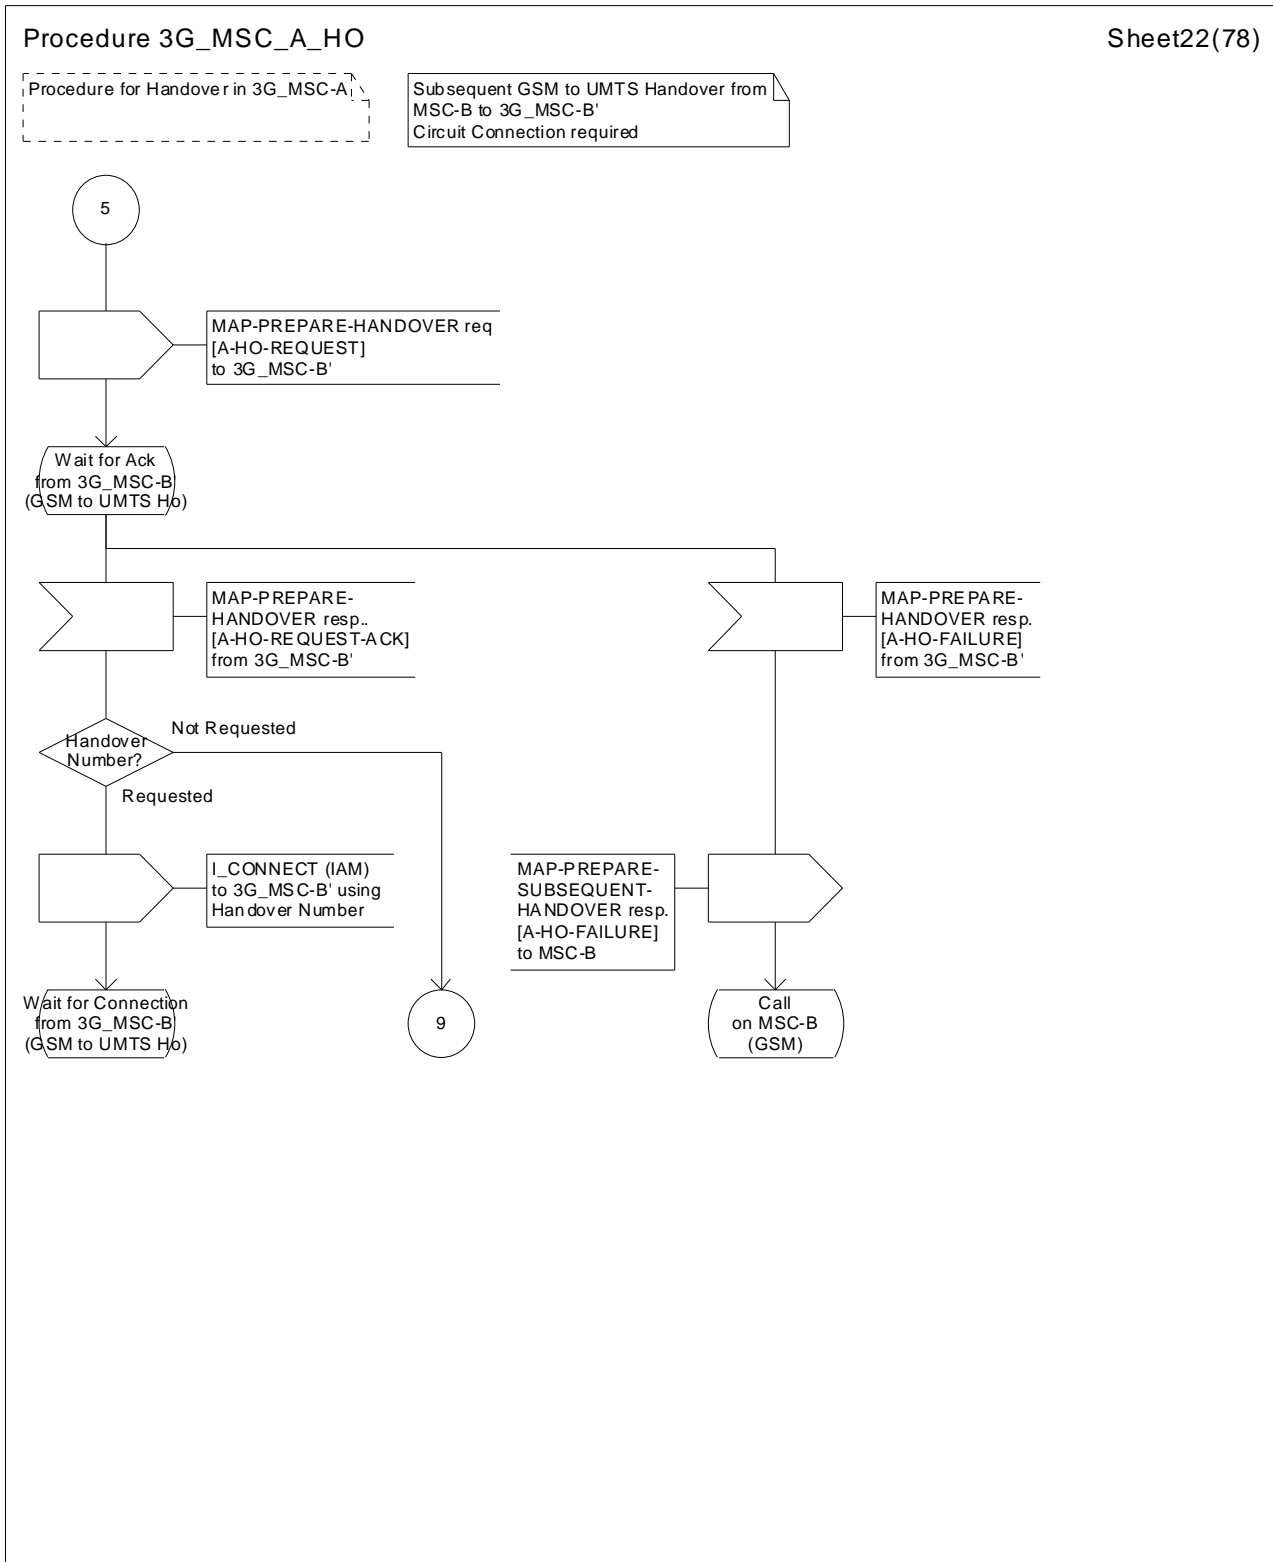 Procedure 3G_MSC_A_HO
Sheet22(78)
Procedure for Handover in 3G_MSC-A
Subsequent GSM to UMTS Handover from
MSC-B to 3G_MSC-B'
Circuit Connection required
5
MAP-PREPARE-HANDOVER req
[A-HO-REQUEST]
to 3G_MSC-B'
Wait for Ack
from 3G_MSC-B'
(GSM to UMTS Ho)
MAP-PREPARE-
HANDOVER resp..
[A-HO-REQUEST-ACK]
from 3G_MSC-B'
MAP-PREPARE-
HANDOVER resp.
[A-HO-FAILURE]
from 3G_MSC-B'
Handover
Number?
Not Requested
Requested
I_CONNECT (IAM)
to 3G_MSC-B' using
Handover Number
MAP-PREPARE-
SUBSEQUENT-
HANDOVER resp.
[A-HO-FAILURE]
to MSC-B
Wait for Connection
from 3G_MSC-B'
(GSM to UMTS Ho)
9
Call
on MSC-B
(GSM)